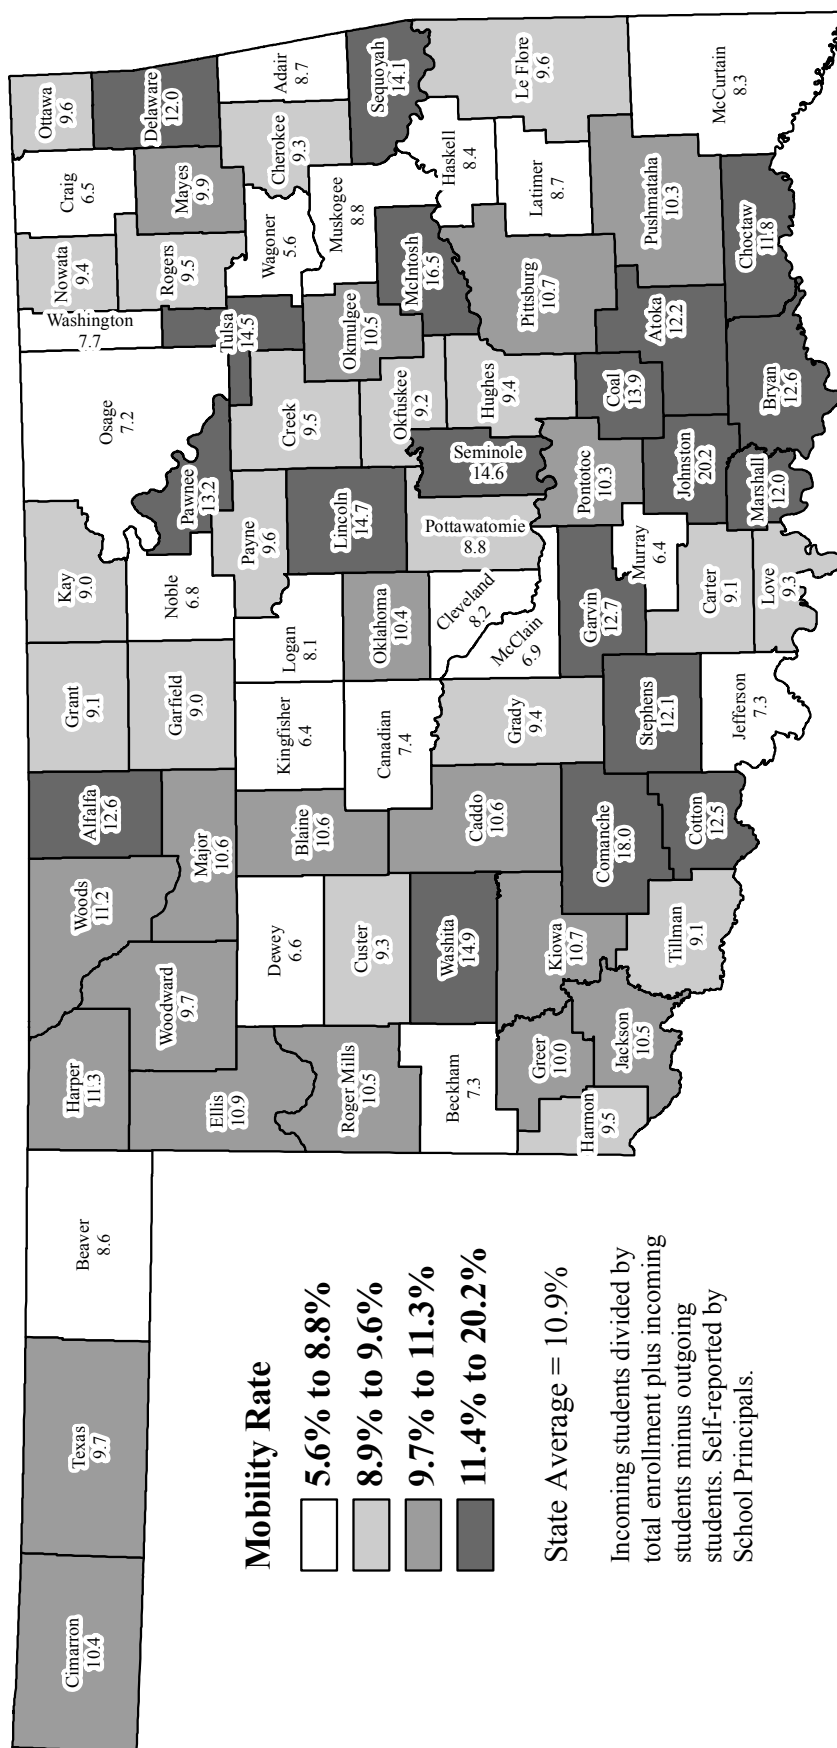 Cimarron
10.4
Texas
9.7
Beaver
8.6
Harper
11.3
Woods
11.2
Alfalfa
12.6
Grant
9.1
Kay
9.0
Osage
7.2
Washington
7.7
Nowata
9.4
Craig
6.5
Ottawa
9.6
Ellis
10.9
Woodward
9.7
Major
10.6
Garfield
9.0
Noble
6.8
Pawnee
13.2
Rogers
9.5
Mayes
9.9
Delaware
12.0
Roger Mills
10.5
Dewey
6.6
Blaine
10.6
Kingfisher
6.4
Logan
8.1
Payne
9.6
Creek
9.5
Tulsa
14.5
Wagoner
5.6
Cherokee
9.3
Adair
8.7
Beckham
7.3
Custer
9.3
Canadian
7.4
Oklahoma
10.4
Lincoln
14.7
Okfuskee
9.2
Okmulgee
10.5
Muskogee
8.8
Sequoyah
14.1
Washita
14.9
Caddo
10.6
Grady
9.4
Cleveland
8.2
McClain
6.9
Pottawatomie
8.8
Seminole
14.6
Hughes
9.4
McIntosh
16.5
Haskell
8.4
Le Flore
9.6
Harmon
9.5
Greer
10.0
Kiowa
10.7
Jackson
10.5
Comanche
18.0
Stephens
12.1
Garvin
12.7
Murray
6.4
Pontotoc
10.3
Coal
13.9
Pittsburg
10.7
Latimer
8.7
Tillman
9.1
Cotton
12.5
Jefferson
7.3
Carter
9.1
Love
9.3
Johnston
20.2
Marshall
12.0
Atoka
12.2
Bryan
12.6
Pushmataha
10.3
Choctaw
11.8
McCurtain
8.3
Mobility Rate
5.6% to 8.8%
8.9% to 9.6%
9.7% to 11.3%
11.4% to 20.2%
State Average = 10.9%
Incoming students divided by
total enrollment plus incoming
students minus outgoing
students. Self-reported by
School Principals.